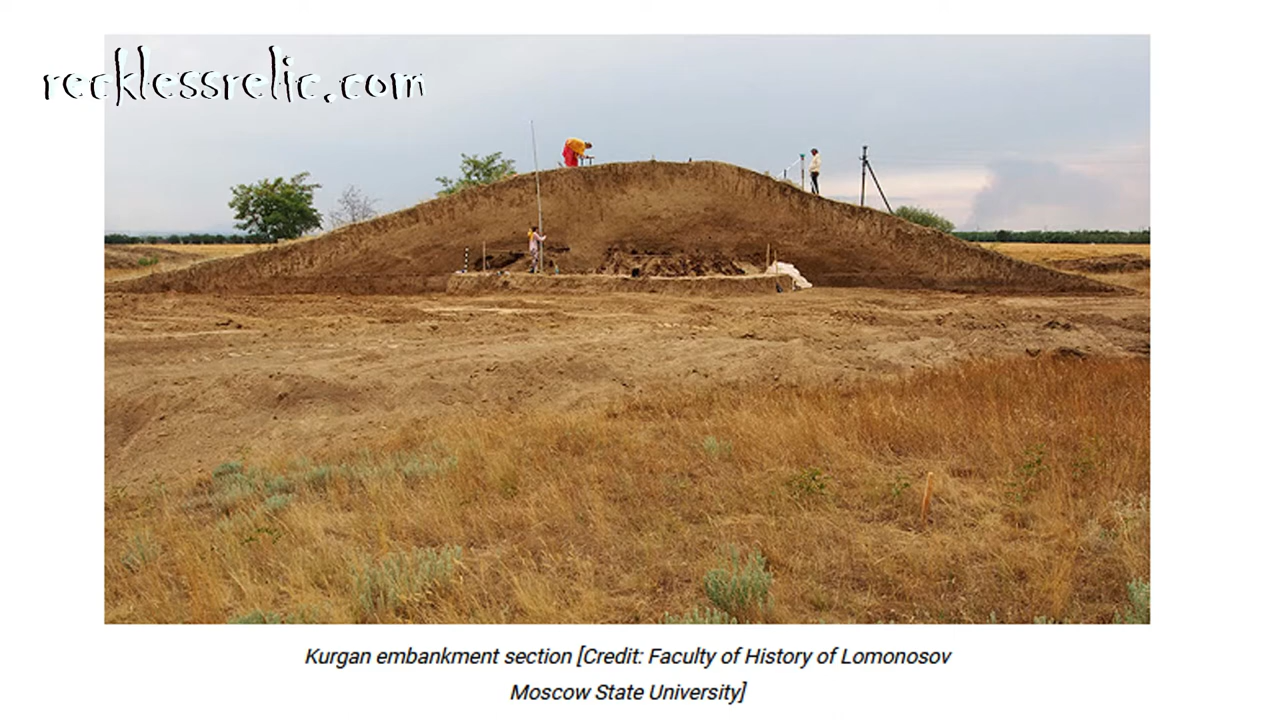 recklessrelic.com
Kurgan embankment section [Credit: Faculty of History of Lomonosov
Moscow State University]